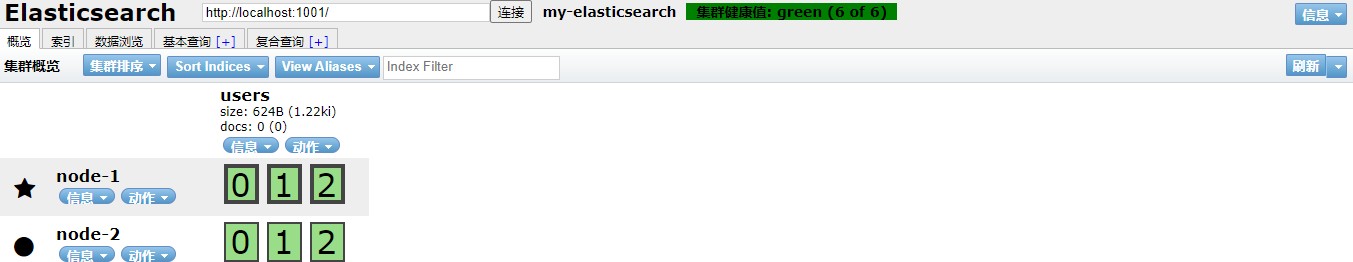 Elasticsearch http://localhost:1001/ 连接 my-elasticsearch 集群健康值: green (6 of 6) 信息
概览 索引 数据浏览 基本查询 [+] 复合查询 [+]
集群概览 集群排序 Sort Indices View Aliases Index Filter 刷新
users
size: 624B (1.22ki)
docs: 0 (0)
信息 动作
node-1 0 1 2
信息 动作
node-2 0 1 2
信息 动作